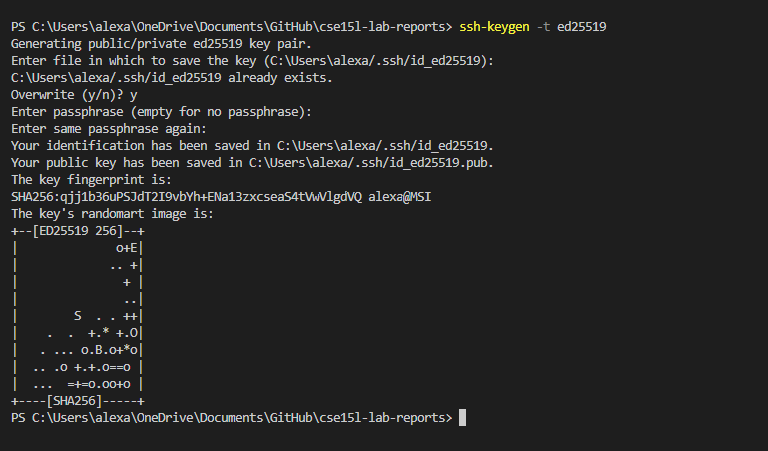 PS C:\Users\alexa\OneDrive\Documents\GitHub\cse15l-lab-reports> ssh-keygen -t ed25519
Generating public/private ed25519 key pair.
Enter file in which to save the key (C:\Users\alexa/.ssh/id_ed25519):
C:\Users\alexa/.ssh/id_ed25519 already exists.
Overwrite (y/n)? y
Enter passphrase (empty for no passphrase):
Enter same passphrase again:
Your identification has been saved in C:\Users\alexa/.ssh/id_ed25519.
Your public key has been saved in C:\Users\alexa/.ssh/id_ed25519.pub.
The key fingerprint is:
SHA256:qjj1b36uPSJdT2I9vbYh+ENa13zxcseaS4tVwVlgdVQ alexa@MSI
The key's randomart image is:
+--[ED25519 256]--+
|              o+E|
|             .. +|
|               + |
|               ..|
|        S  . . ++|
|    .  .  +.* +.O|
|   . ... o.B.o+*o|
|  .. .o +.+.o==o |
|  ...  =+=o.oo+o |
+----[SHA256]-----+
PS C:\Users\alexa\OneDrive\Documents\GitHub\cse15l-lab-reports>